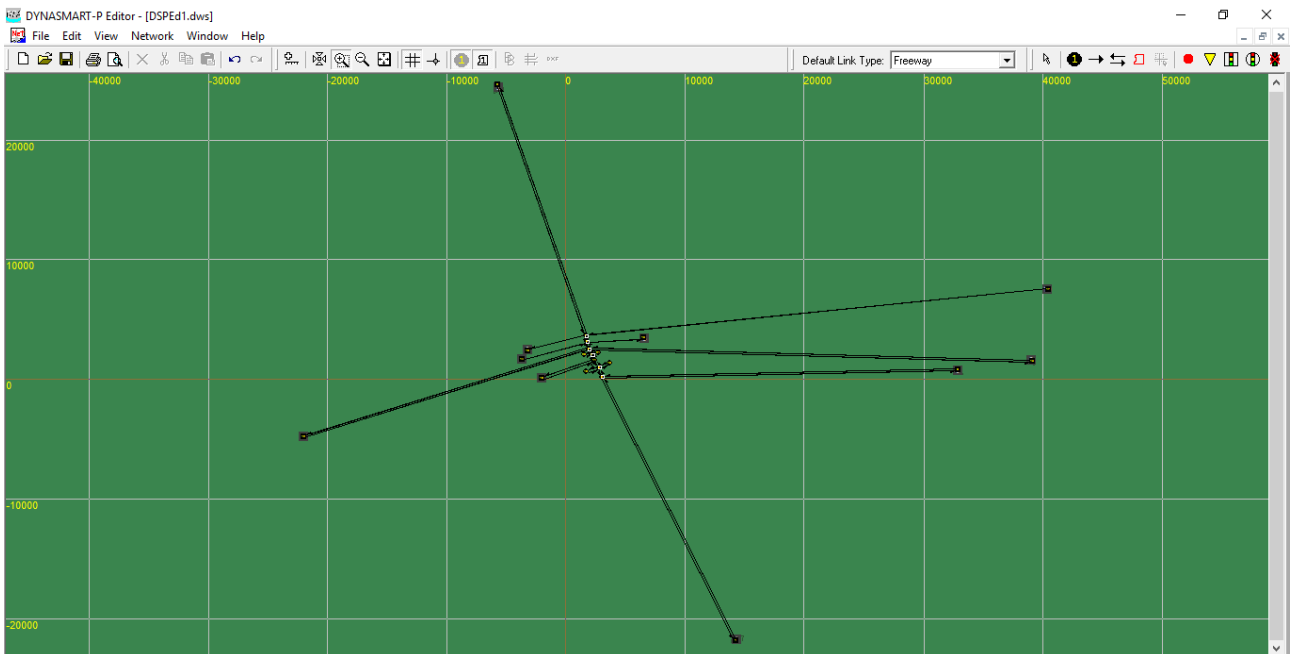 DYNASMART-P Editor - [DSPEd1.dws]
File Edit View Network Window Help
Default Link Type: Freeway
-40000 -30000 -20000 -10000 0 10000 20000 30000 40000 50000
20000
10000
0
-10000
-20000